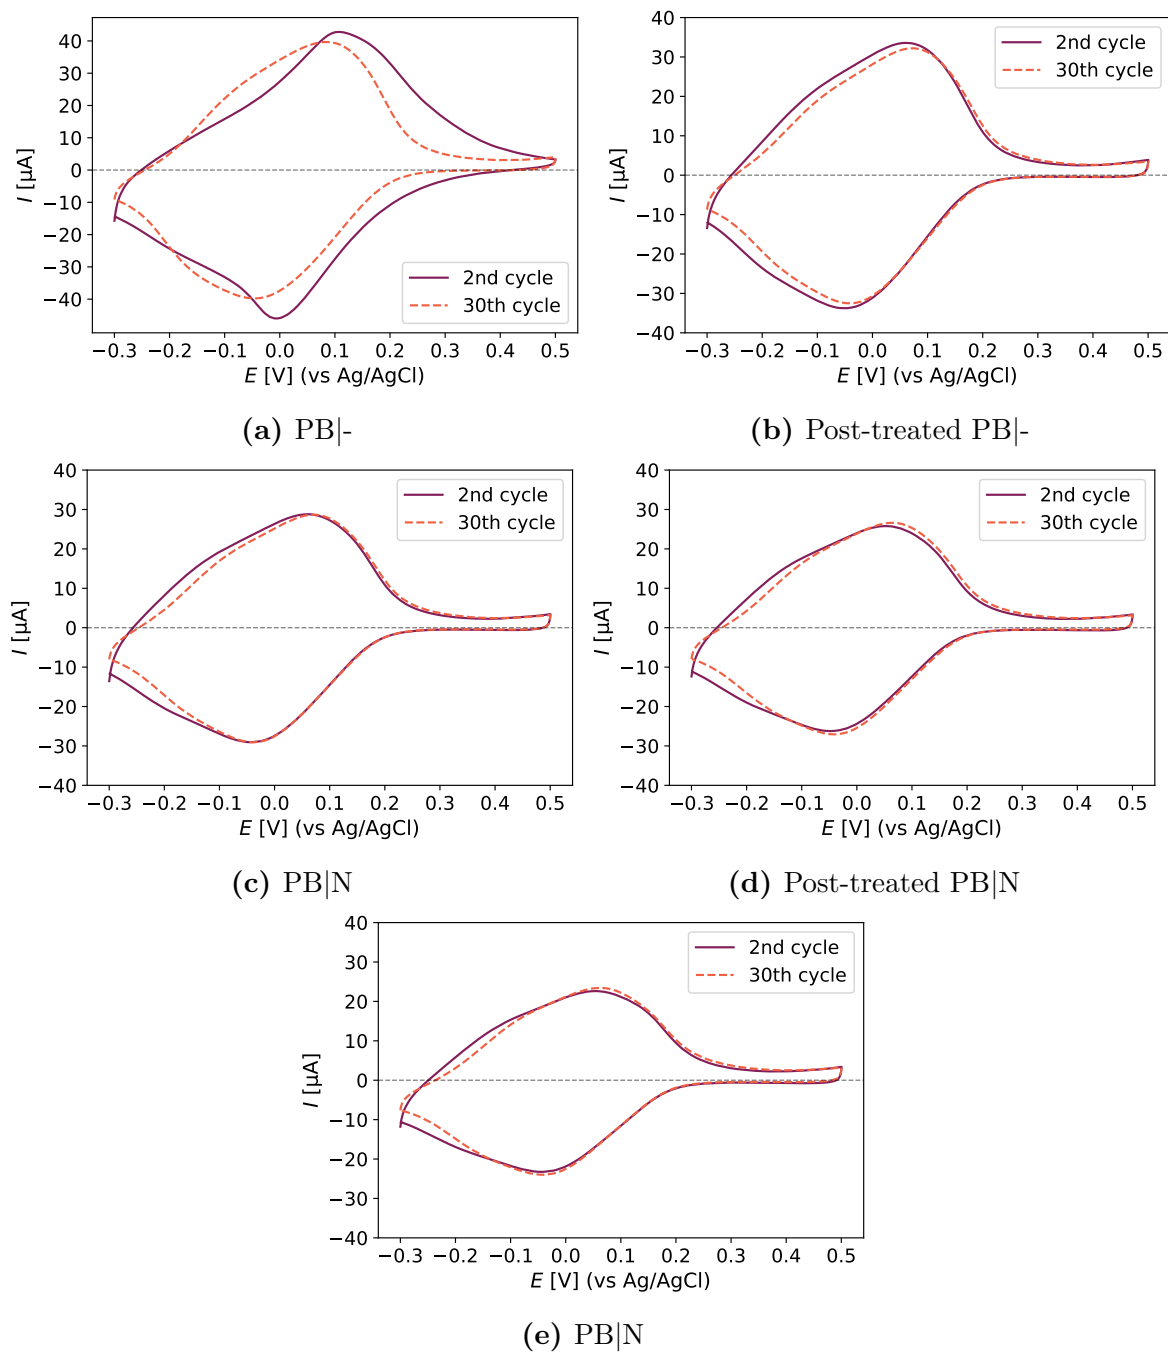 40
30
20
10
0
−10
−20
−30
−40
I [µA]
2nd cycle
30th cycle
−0.3 −0.2 −0.1 0.0 0.1 0.2 0.3 0.4 0.5
E [V] (vs Ag/AgCl)
(a) PB|-
40
30
20
10
0
−10
−20
−30
−40
I [µA]
2nd cycle
30th cycle
−0.3 −0.2 −0.1 0.0 0.1 0.2 0.3 0.4 0.5
E [V] (vs Ag/AgCl)
(b) Post-treated PB|-
40
30
20
10
0
−10
−20
−30
−40
I [µA]
2nd cycle
30th cycle
−0.3 −0.2 −0.1 0.0 0.1 0.2 0.3 0.4 0.5
E [V] (vs Ag/AgCl)
(c) PB|N
40
30
20
10
0
−10
−20
−30
−40
I [µA]
2nd cycle
30th cycle
−0.3 −0.2 −0.1 0.0 0.1 0.2 0.3 0.4 0.5
E [V] (vs Ag/AgCl)
(d) Post-treated PB|N
40
30
20
10
0
−10
−20
−30
−40
I [µA]
2nd cycle
30th cycle
−0.3 −0.2 −0.1 0.0 0.1 0.2 0.3 0.4 0.5
E [V] (vs Ag/AgCl)
(e) PB|N